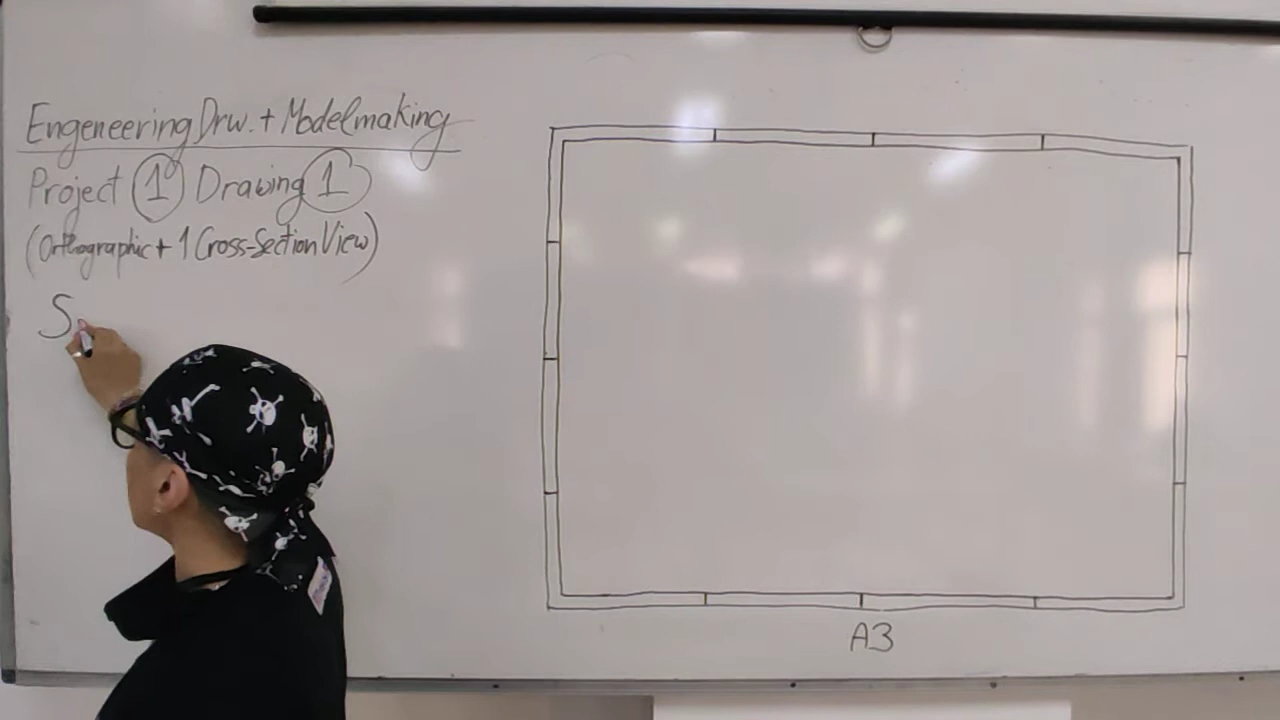 Engeneering Drw. + Modelmaking
Project 1 Drawing 1
(Orthographic + 1 Cross-Section View)
S
A3